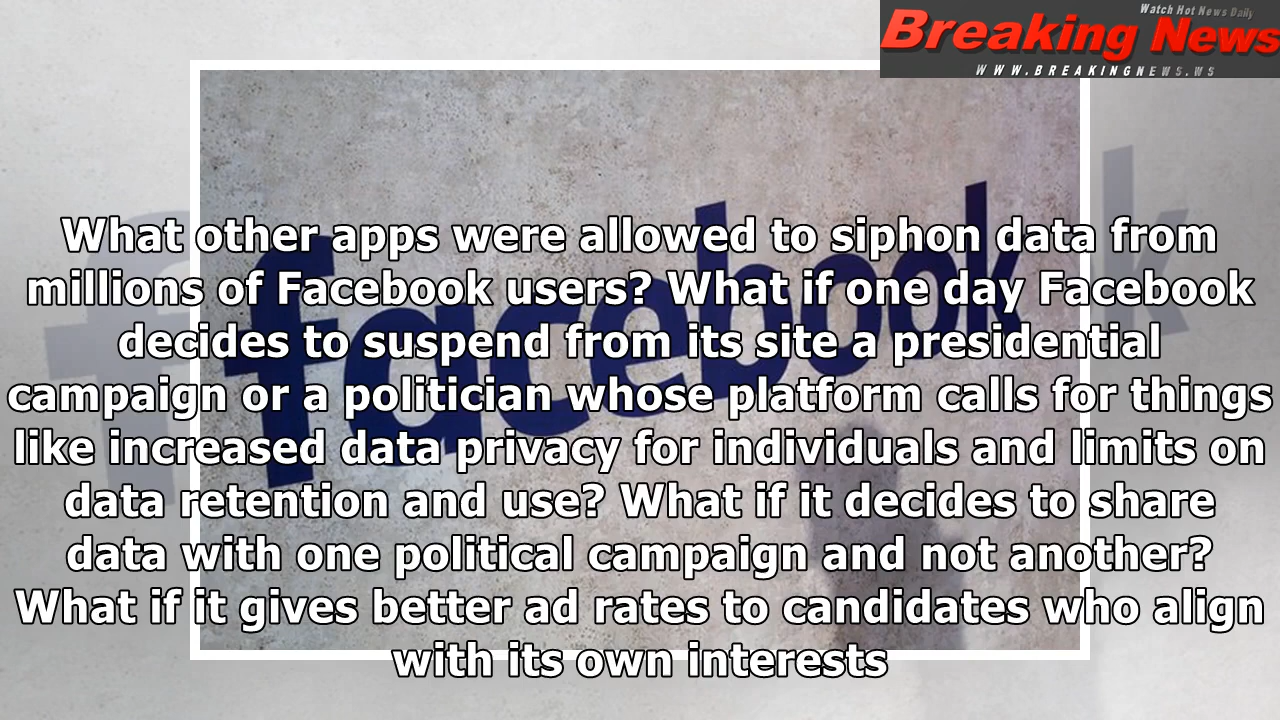 Watch Hot News Daily
Breaking News
WWW.BREAKINGNEWS.WS
facebook
What other apps were allowed to siphon data from
millions of Facebook users? What if one day Facebook
decides to suspend from its site a presidential
campaign or a politician whose platform calls for things
like increased data privacy for individuals and limits on
data retention and use? What if it decides to share
data with one political campaign and not another?
What if it gives better ad rates to candidates who align
with its own interests